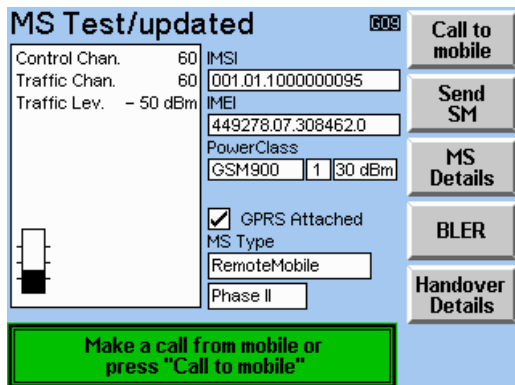 MS Test/updated
G09
Control Chan. 60
Traffic Chan. 60
Traffic Lev. - 50 dBm
IMSI
001.01.1000000095
IMEI
449278.07.308462.0
PowerClass
GSM900 1 30 dBm
GPRS Attached
MS Type
RemoteMobile
Phase II
Make a call from mobile or
press "Call to mobile"
Call to
mobile
Send
SM
MS
Details
BLER
Handover
Details